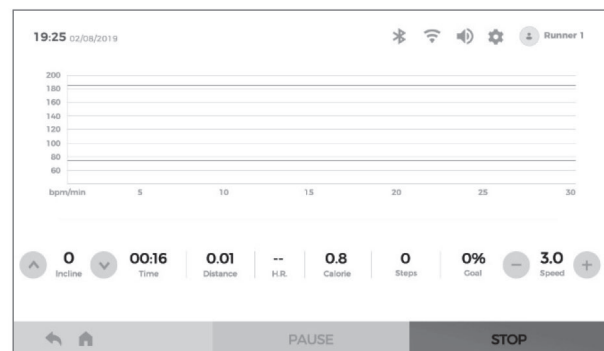 19:25 02/08/2019 Runner 1
200
180
160
140
120
100
80
60
bpm/min 5 10 15 20 25 30
0 00:16 0.01 -- 0.8 0 0% 3.0
Incline Time Distance H.R. Calorie Steps Goal Speed
PAUSE STOP